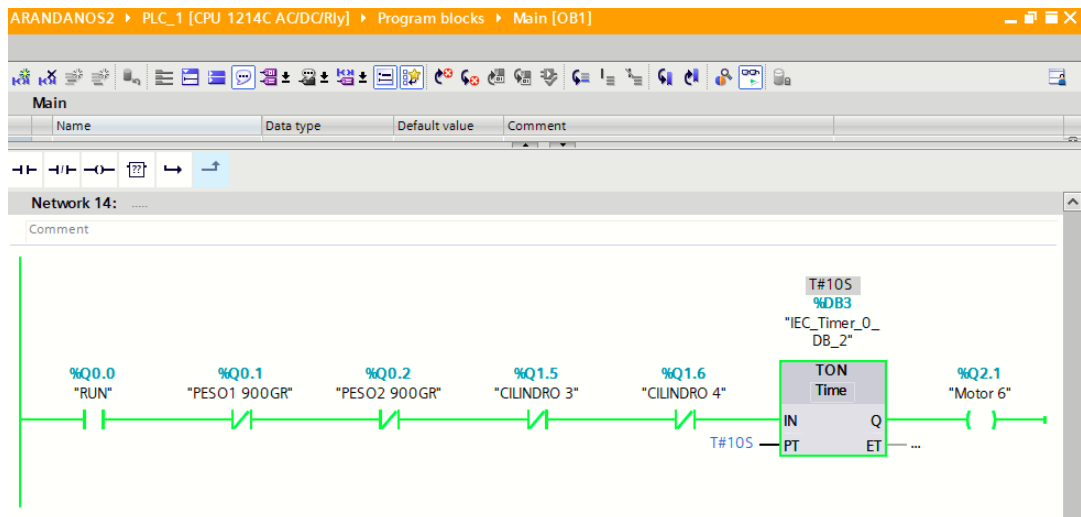 ARANDANOS2 ▸ PLC_1 [CPU 1214C AC/DC/Rly] ▸ Program blocks ▸ Main [OB1]
Main
Name Data type Default value Comment
??
Network 14: .....
Comment
T#10S
%DB3
"IEC_Timer_0_
DB_2"
%Q0.0 %Q0.1 %Q0.2 %Q1.5 %Q1.6 TON %Q2.1
"RUN" "PESO1 900GR" "PESO2 900GR" "CILINDRO 3" "CILINDRO 4" Time "Motor 6"
IN Q
T#10S PT ET ...